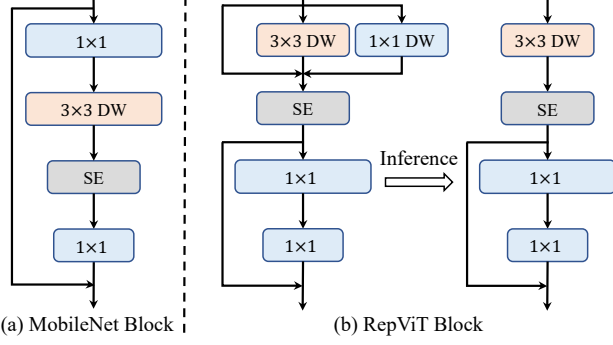 1×1
3×3 DW
SE
1×1
(a) MobileNet Block
3×3 DW
1×1 DW
SE
1×1
1×1
Inference
3×3 DW
SE
1×1
1×1
(b) RepViT Block